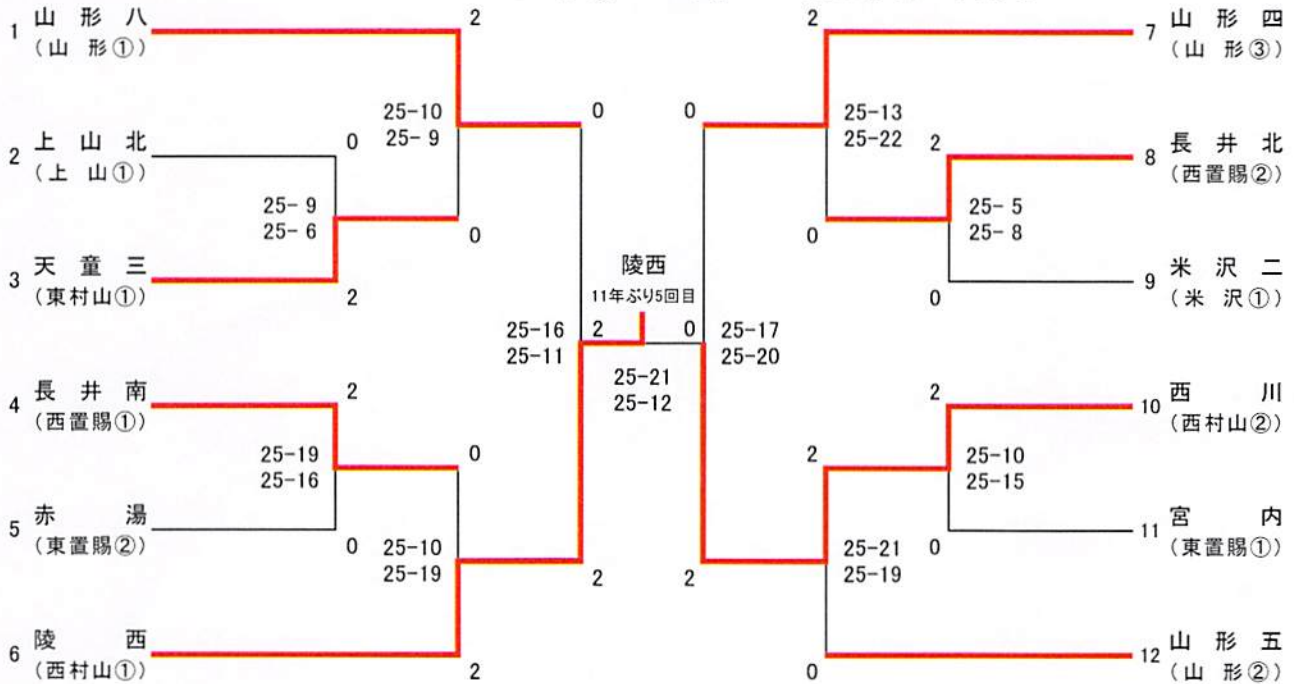 1 山形八 2 2 山形四 7
(山形①) (山形③)
25-10 0 0 25-13
25- 9 25-22
2 上山北 0 2 長井北 8
(上山①) (西置賜②)
25- 9 25- 5
25- 6 25- 8
0 0
3 天童三 2 0 米沢二 9
(東村山①) (米沢①)
陵西
11年ぶり5回目
25-16 2 0 25-17
25-11 25-20
25-21
25-12
4 長井南 2 2 西川 10
(西置賜①) (西村山②)
25-19 0 2 25-10
25-16 25-15
5 赤湯 0 0 宮内 11
(東置賜②) (東置賜①)
25-10 2 2 25-21
25-19 25-19
6 陵西 2 0 山形五 12
(西村山①) (山形②)